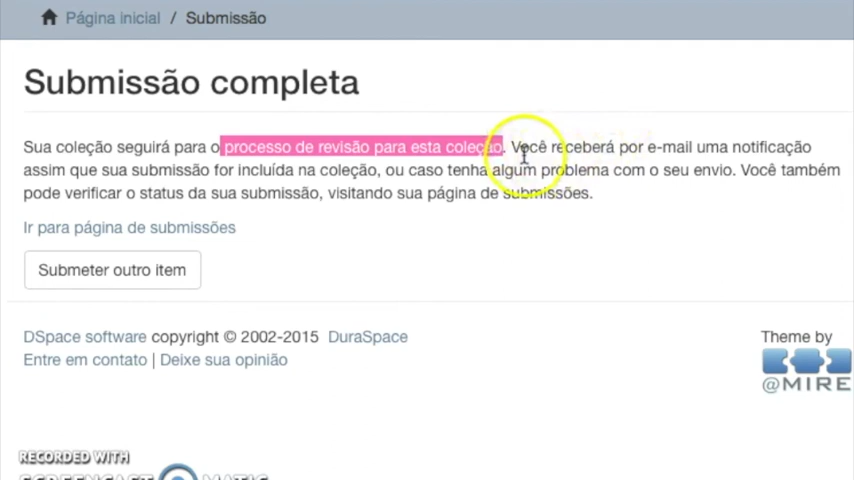 Página inicial / Submissão
Submissão completa
Sua coleção seguirá para o processo de revisão para esta coleção. Você receberá por e-mail uma notificação
assim que sua submissão for incluída na coleção, ou caso tenha algum problema com o seu envio. Você também
pode verificar o status da sua submissão, visitando sua página de submissões.
Ir para página de submissões
Submeter outro item
DSpace software copyright © 2002-2015 DuraSpace
Theme by
Entre em contato | Deixe sua opinião
@MIRE
RECORDED WITH
SCREENCAST MATIC